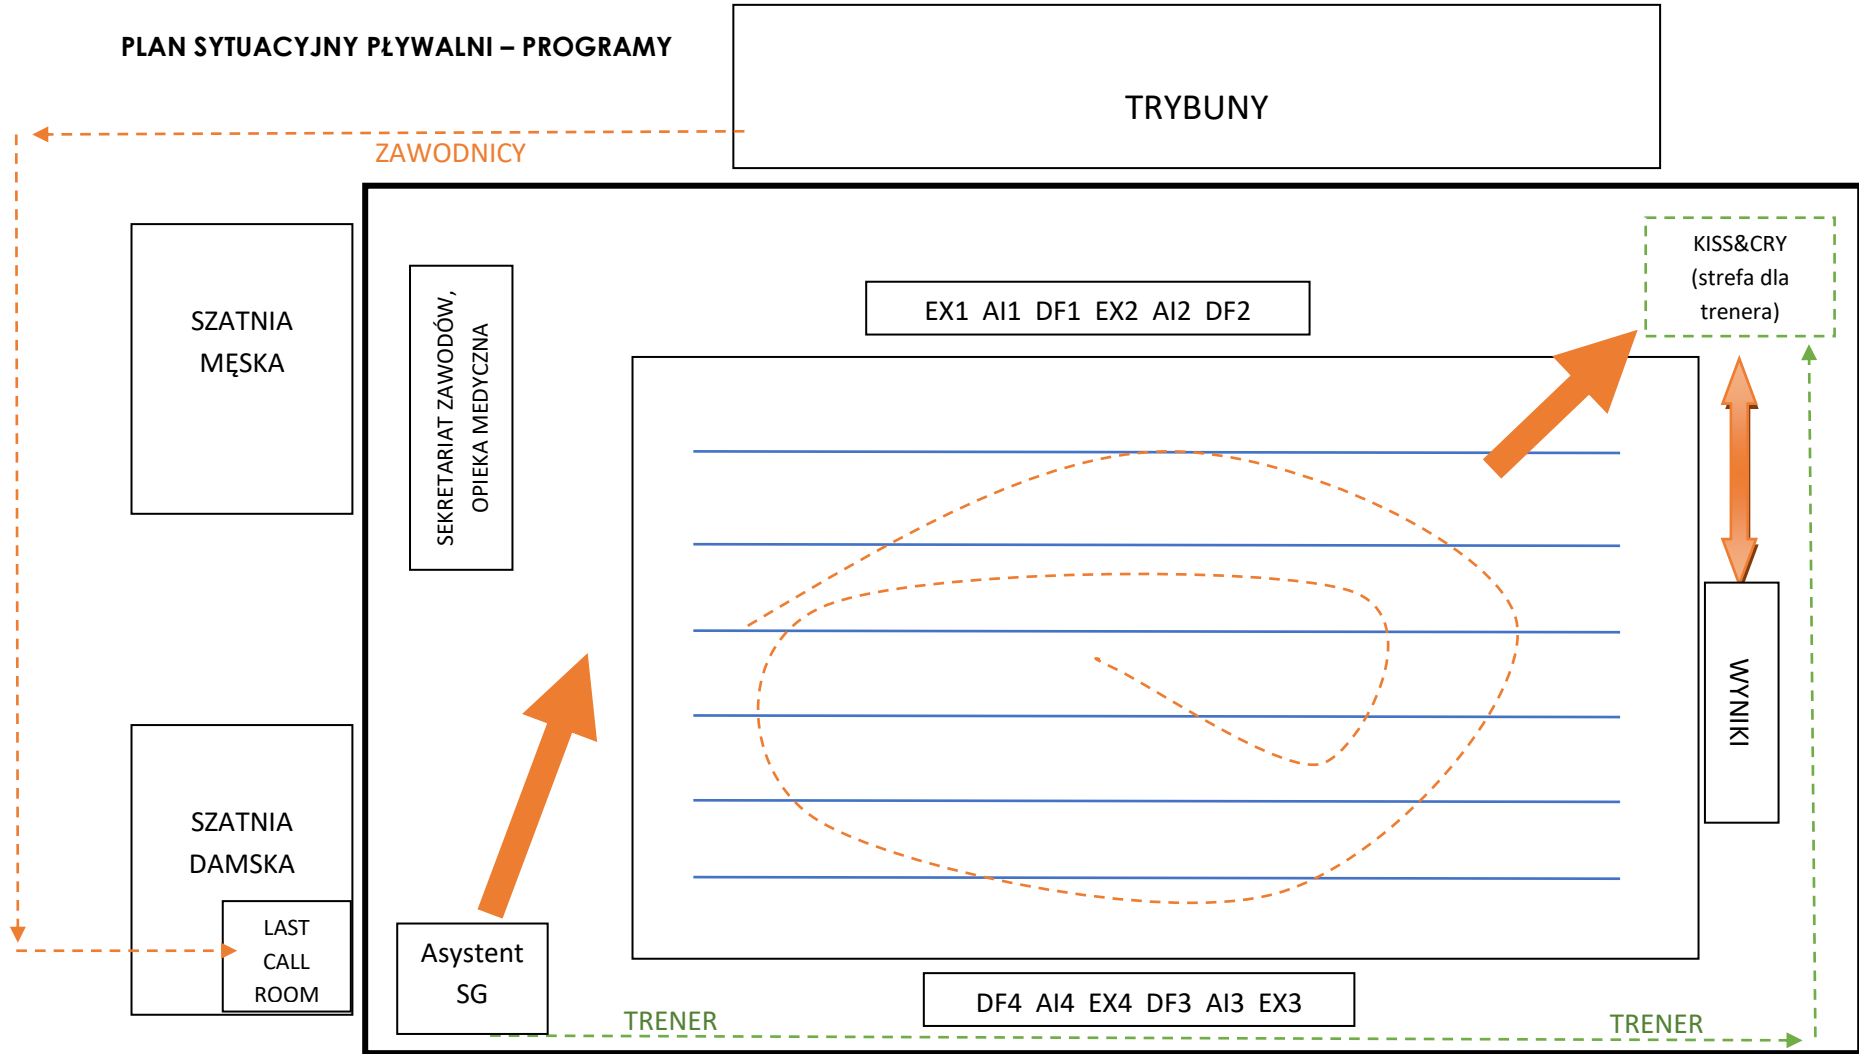 PLAN SYTUACYJNY PŁYWALNI – PROGRAMY
TRYBUNY
ZAWODNICY
SZATNIA
MĘSKA
SEKRETARIAT ZAWODÓW,
OPIEKA MEDYCZNA
EX1 AI1 DF1 EX2 AI2 DF2
KISS&CRY
(strefa dla
trenera)
WYNIKI
SZATNIA
DAMSKA
LAST
CALL
ROOM
Asystent
SG
DF4 AI4 EX4 DF3 AI3 EX3
TRENER
TRENER